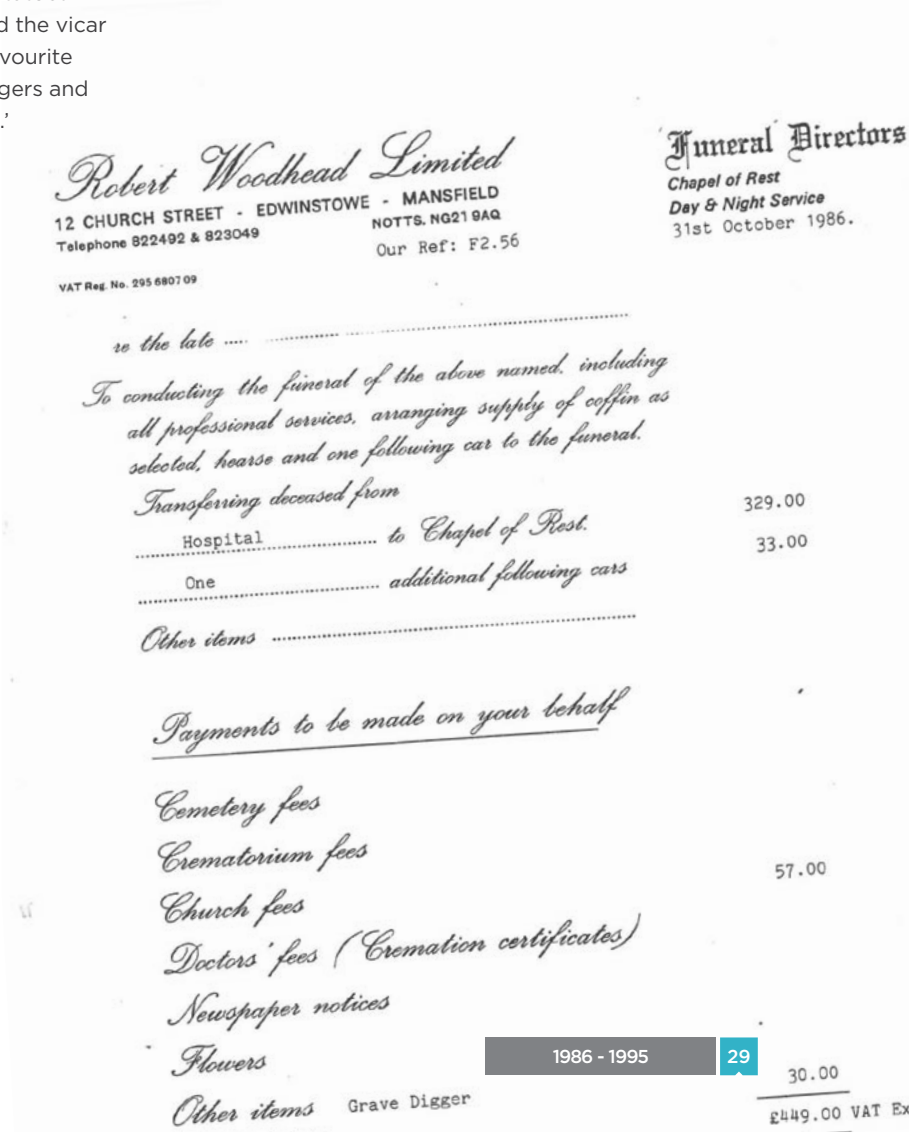 d the vicar
vourite
gers and
.’
Robert Woodhead Limited
12 CHURCH STREET - EDWINSTOWE - MANSFIELD
Telephone 822492 & 823049
NOTTS. NG21 9AQ
Our Ref: F2.56
VAT Reg. No. 295 6807 09
Funeral Directors
Chapel of Rest
Day & Night Service
31st October 1986.
re the late
To conducting the funeral of the above named, including
all professional services, arranging supply of coffin as
selected, hearse and one following car to the funeral.
Transferring deceased from
329.00
Hospital to Chapel of Rest.
33.00
One additional following cars
Other items
Payments to be made on your behalf
Cemetery fees
Crematorium fees
57.00
Church fees
Doctors' fees (Cremation certificates)
Newspaper notices
Flowers
30.00
Other items Grave Digger
£449.00 VAT Ex
1986 - 1995 29